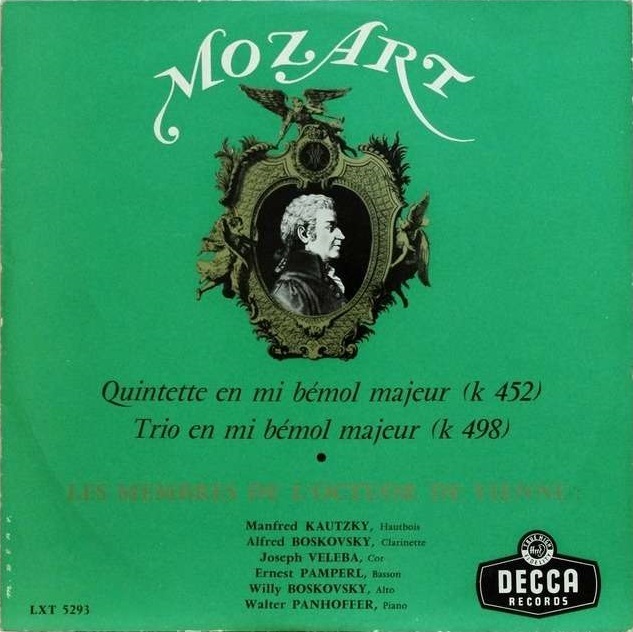 MOZART
Quintette en mi bémol majeur (k 452)
Trio en mi bémol majeur (k 498)
LES MEMBRES DE L'OCTUOR DE VIENNE :
Manfred KAUTZKY, Hautbois
Alfred BOSKOVSKY, Clarinette
Joseph VELEBA, Cor
Ernest PAMPERL, Basson
Willy BOSKOVSKY, Alto
Walter PANHOFFER, Piano
LXT 5293
DECCA
RECORDS